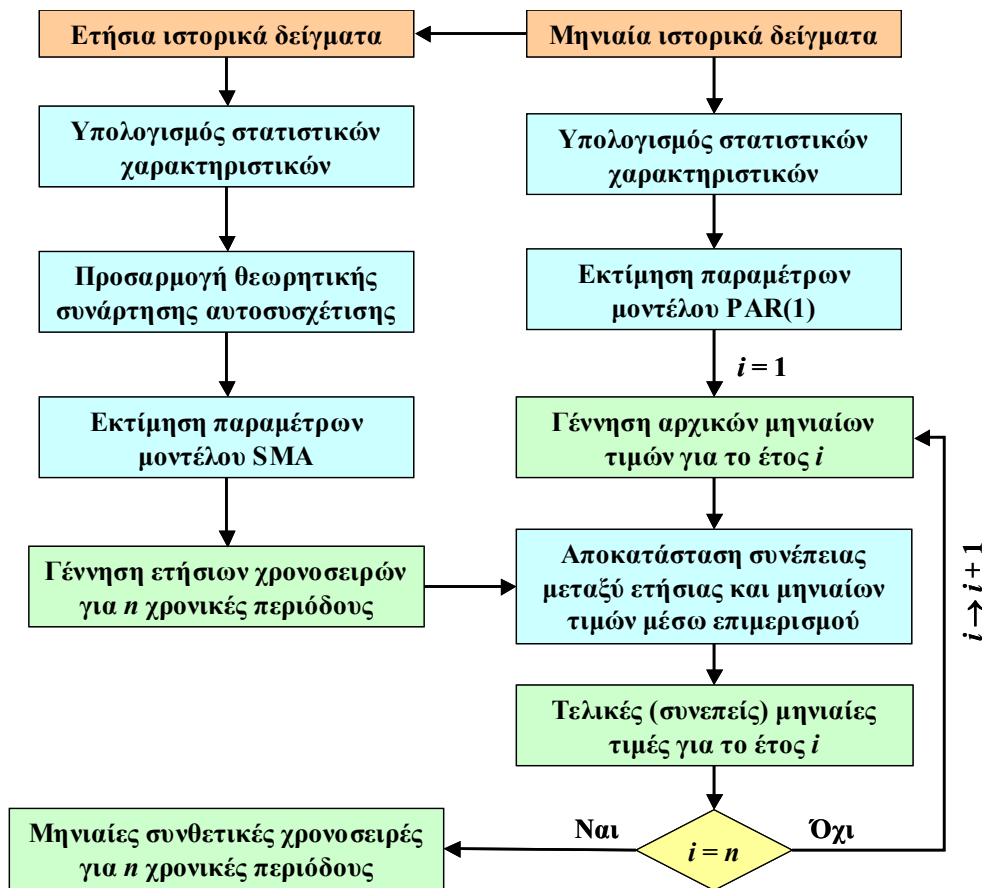 Ετήσια ιστορικά δείγματα
Μηνιαία ιστορικά δείγματα
Υπολογισμός στατιστικών
χαρακτηριστικών
Υπολογισμός στατιστικών
χαρακτηριστικών
Προσαρμογή θεωρητικής
συνάρτησης αυτοσυσχέτισης
Εκτίμηση παραμέτρων
μοντέλου PAR(1)
i = 1
Εκτίμηση παραμέτρων
μοντέλου SMA
Γέννηση αρχικών μηνιαίων
τιμών για το έτος i
Γέννηση ετήσιων χρονοσειρών
για n χρονικές περιόδους
Αποκατάσταση συνέπειας
μεταξύ ετήσιας και μηνιαίων
τιμών μέσω επιμερισμού
i → i + 1
Τελικές (συνεπείς) μηνιαίες
τιμές για το έτος i
Μηνιαίες συνθετικές χρονοσειρές
για n χρονικές περιόδους
Ναι
i = n
Όχι